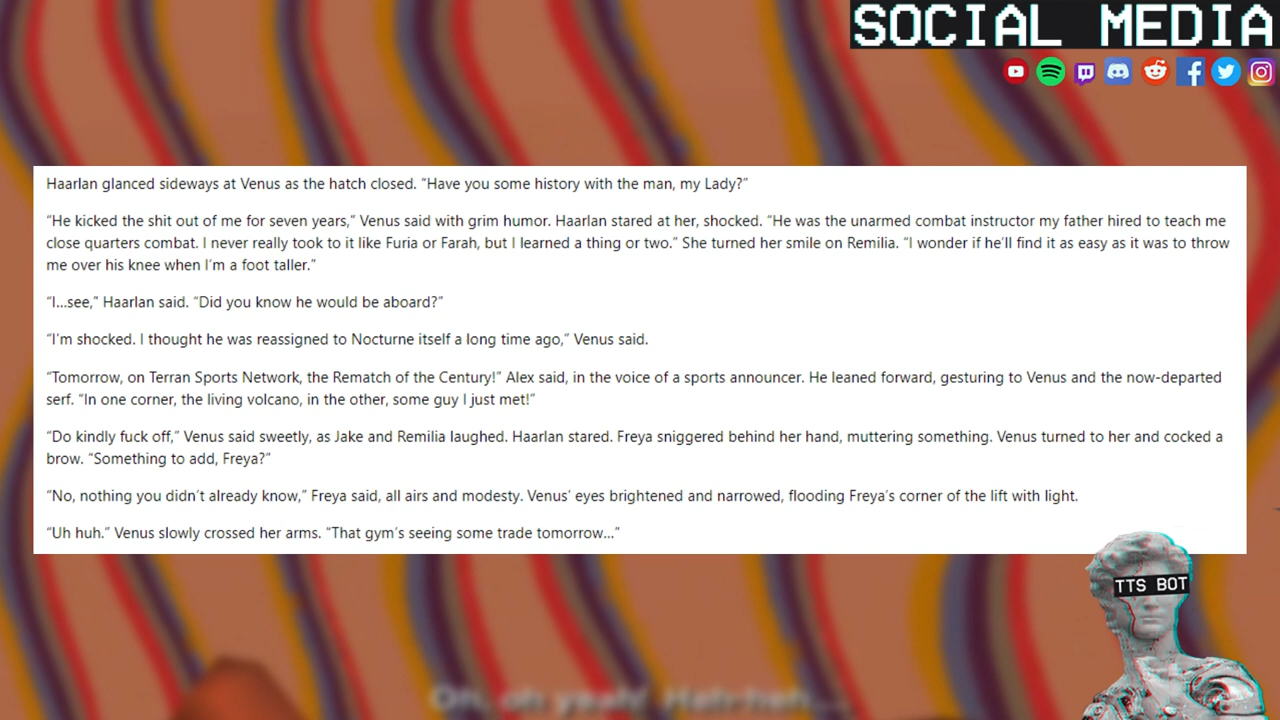 SOCIAL MEDIA
Haarlan glanced sideways at Venus as the hatch closed. “Have you some history with the man, my Lady?”
“He kicked the shit out of me for seven years,” Venus said with grim humor. Haarlan stared at her, shocked. “He was the unarmed combat instructor my father hired to teach me
close quarters combat. I never really took to it like Furia or Farah, but I learned a thing or two.” She turned her smile on Remilia. “I wonder if he’ll find it as easy as it was to throw
me over his knee when I’m a foot taller.”
“I…see,” Haarlan said. “Did you know he would be aboard?”
“I’m shocked. I thought he was reassigned to Nocturne itself a long time ago,” Venus said.
“Tomorrow, on Terran Sports Network, the Rematch of the Century!” Alex said, in the voice of a sports announcer. He leaned forward, gesturing to Venus and the now-departed
serf. “In one corner, the living volcano, in the other, some guy I just met!”
“Do kindly fuck off,” Venus said sweetly, as Jake and Remilia laughed. Haarlan stared. Freya sniggered behind her hand, muttering something. Venus turned to her and cocked a
brow. “Something to add, Freya?”
“No, nothing you didn’t already know,” Freya said, all airs and modesty. Venus’ eyes brightened and narrowed, flooding Freya’s corner of the lift with light.
“Uh huh.” Venus slowly crossed her arms. “That gym’s seeing some trade tomorrow…”
TTS BOT
Oh, oh yeah! Heh-heh...